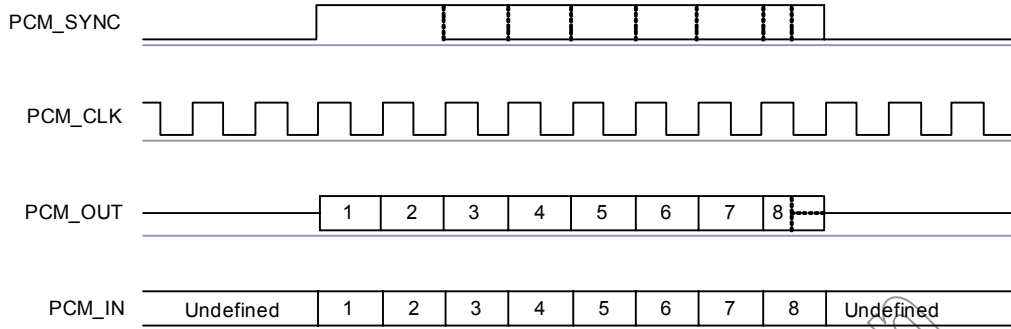 PCM_SYNC
PCM_CLK
PCM_OUT 1 2 3 4 5 6 7 8
PCM_IN Undefined 1 2 3 4 5 6 7 8 Undefined